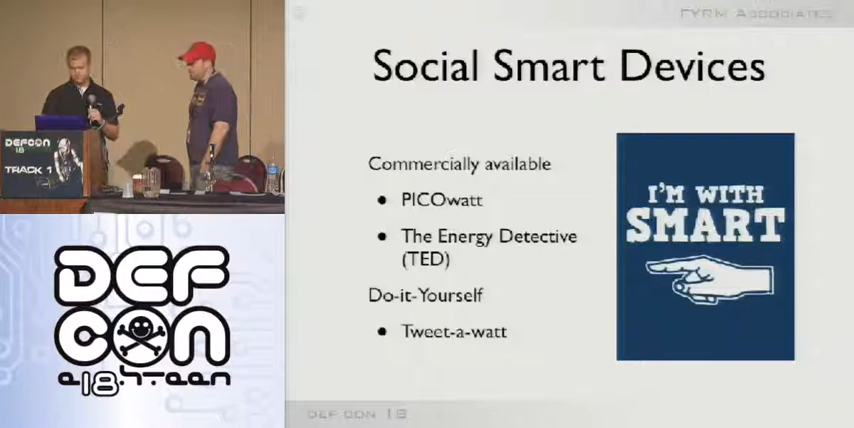 FYRM ASSOCIATES
Social Smart Devices
Commercially available
• PICOwatt
• The Energy Detective
(TED)
Do-it-Yourself
• Tweet-a-watt
I'M WITH
SMART
DEFCON
18
TRACK 1
DEF
CON
e18hteen
DEF CON 18